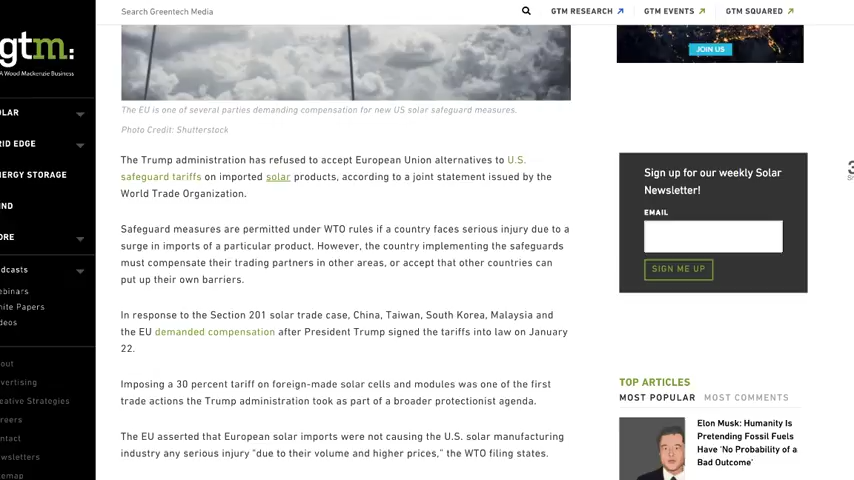 Search Greentech Media
GTM RESEARCH
GTM EVENTS
GTM SQUARED
gtm:
A Wood Mackenzie Business
OLAR
RID EDGE
NERGY STORAGE
IND
ORE
dcasts
ebinars
hite Papers
deos
out
vertising
eative Strategies
reers
ntact
wsletters
temap
The EU is one of several parties demanding compensation for new US solar safeguard measures.
Photo Credit: Shutterstock
The Trump administration has refused to accept European Union alternatives to U.S.
safeguard tariffs on imported solar products, according to a joint statement issued by the
World Trade Organization.
Safeguard measures are permitted under WTO rules if a country faces serious injury due to a
surge in imports of a particular product. However, the country implementing the safeguards
must compensate their trading partners in other areas, or accept that other countries can
put up their own barriers.
In response to the Section 201 solar trade case, China, Taiwan, South Korea, Malaysia and
the EU demanded compensation after President Trump signed the tariffs into law on January
22.
Imposing a 30 percent tariff on foreign-made solar cells and modules was one of the first
trade actions the Trump administration took as part of a broader protectionist agenda.
The EU asserted that European solar imports were not causing the U.S. solar manufacturing
industry any serious injury "due to their volume and higher prices," the WTO filing states.
JOIN US
Sign up for our weekly Solar
Newsletter!
EMAIL
SIGN ME UP
TOP ARTICLES
MOST POPULAR
MOST COMMENTS
Elon Musk: Humanity Is
Pretending Fossil Fuels
Have 'No Probability of a
Bad Outcome'